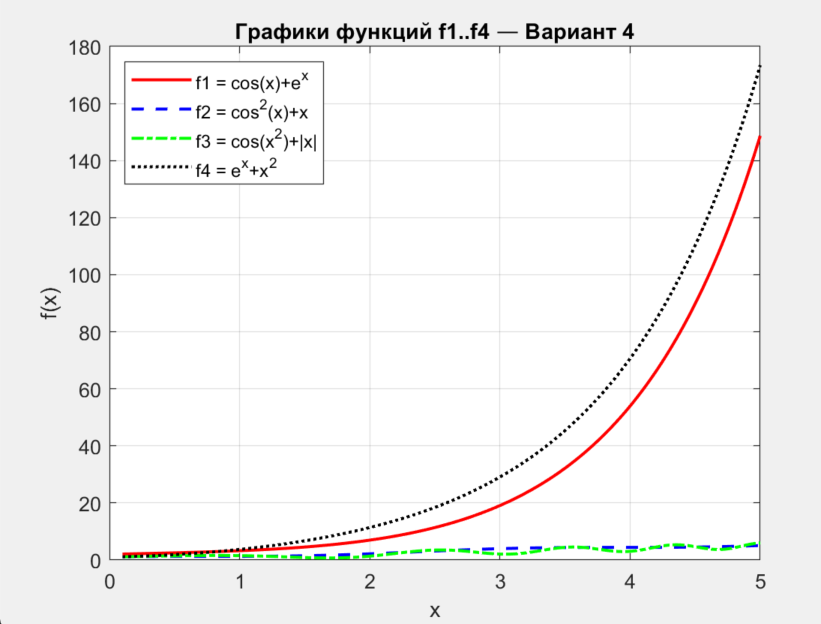 Графики функций f1..f4 — Вариант 4
180
160
140
120
100
80
60
40
20
0
f(x)
f1 = cos(x)+e^x
f2 = cos^2(x)+x
f3 = cos(x^2)+|x|
f4 = e^x+x^2
0 1 2 3 4 5
x